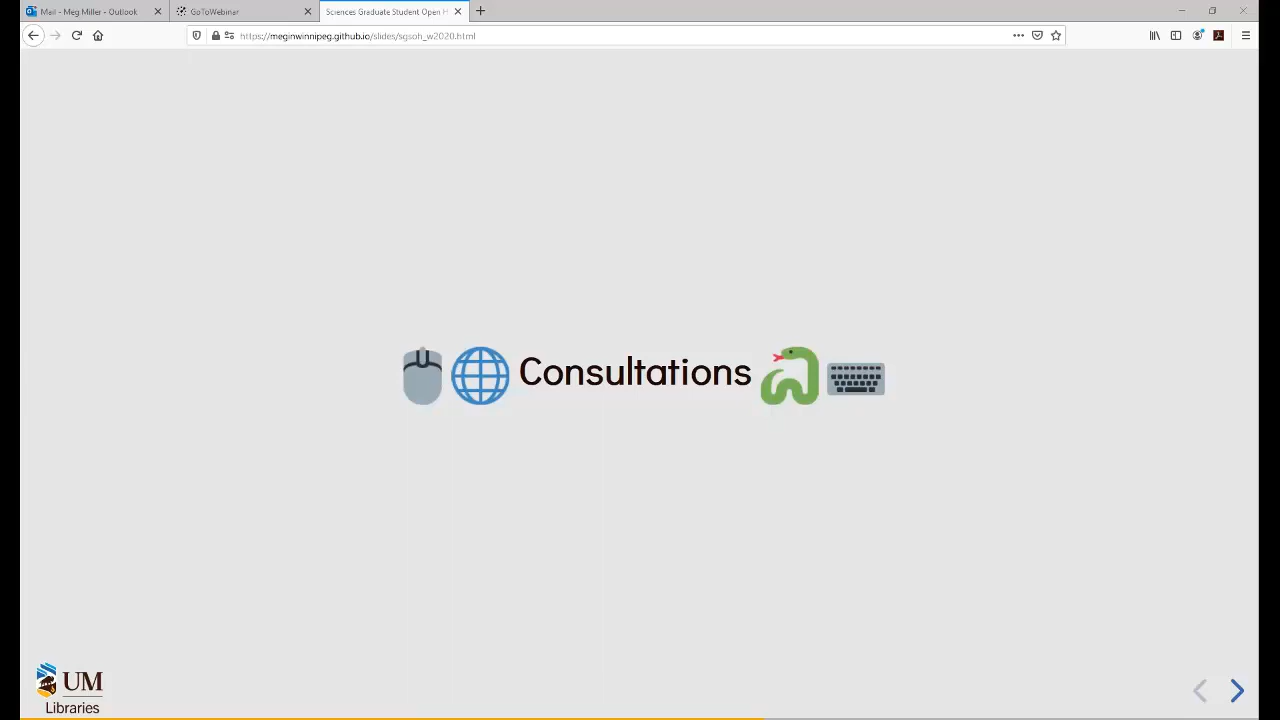 Mail - Meg Miller - Outlook
GoToWebinar
Sciences Graduate Student Open H
https://meginwinnipeg.github.io/slides/sgsoh_w2020.html
Consultations
UM
Libraries